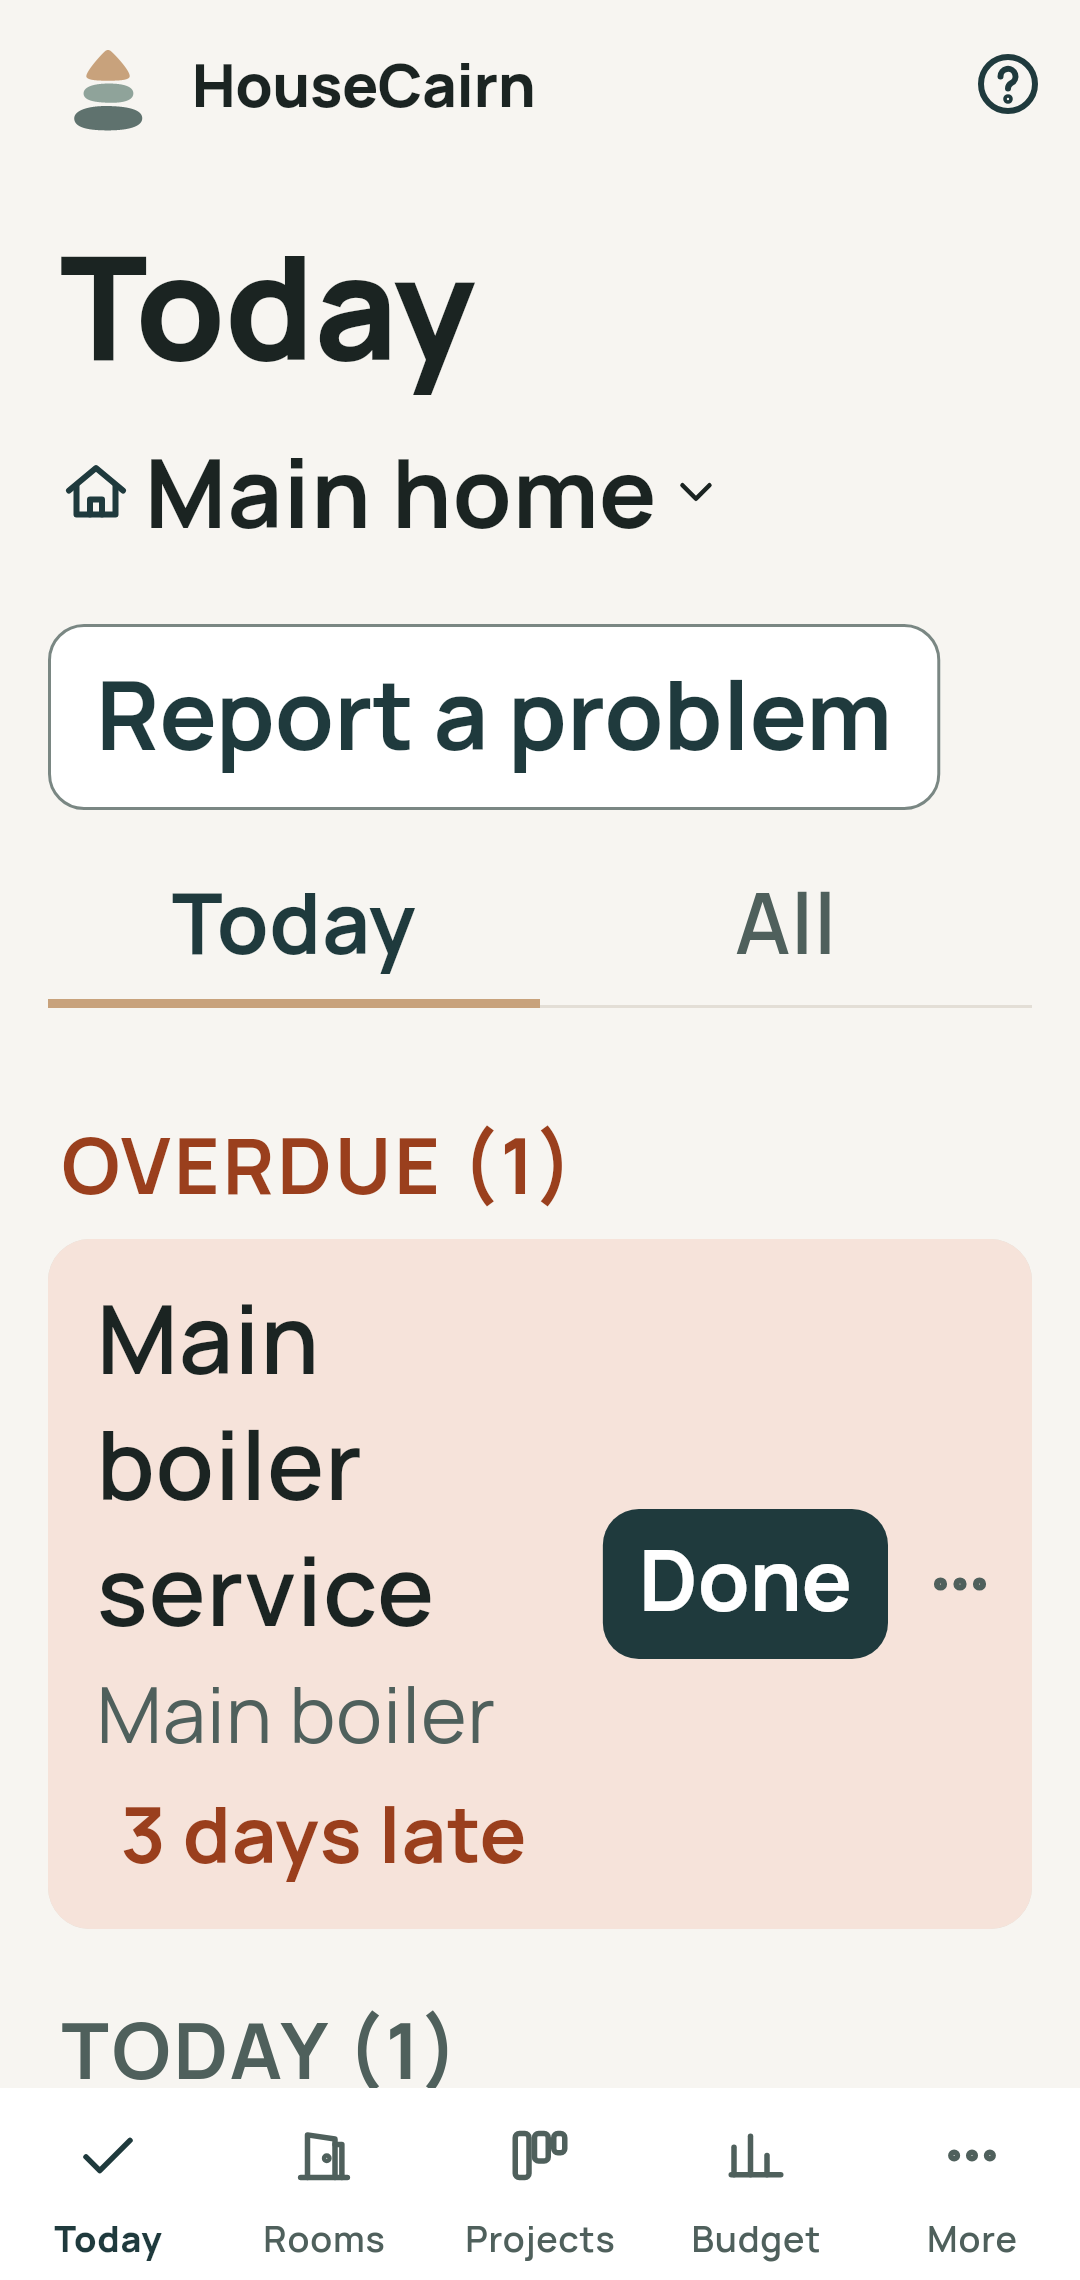 HouseCairn
Today
Main home
Report a problem
Today
All
OVERDUE (1)
Main
boiler
service
Main boiler
3 days late
Done
TODAY (1)
Today
Rooms
Projects
Budget
More